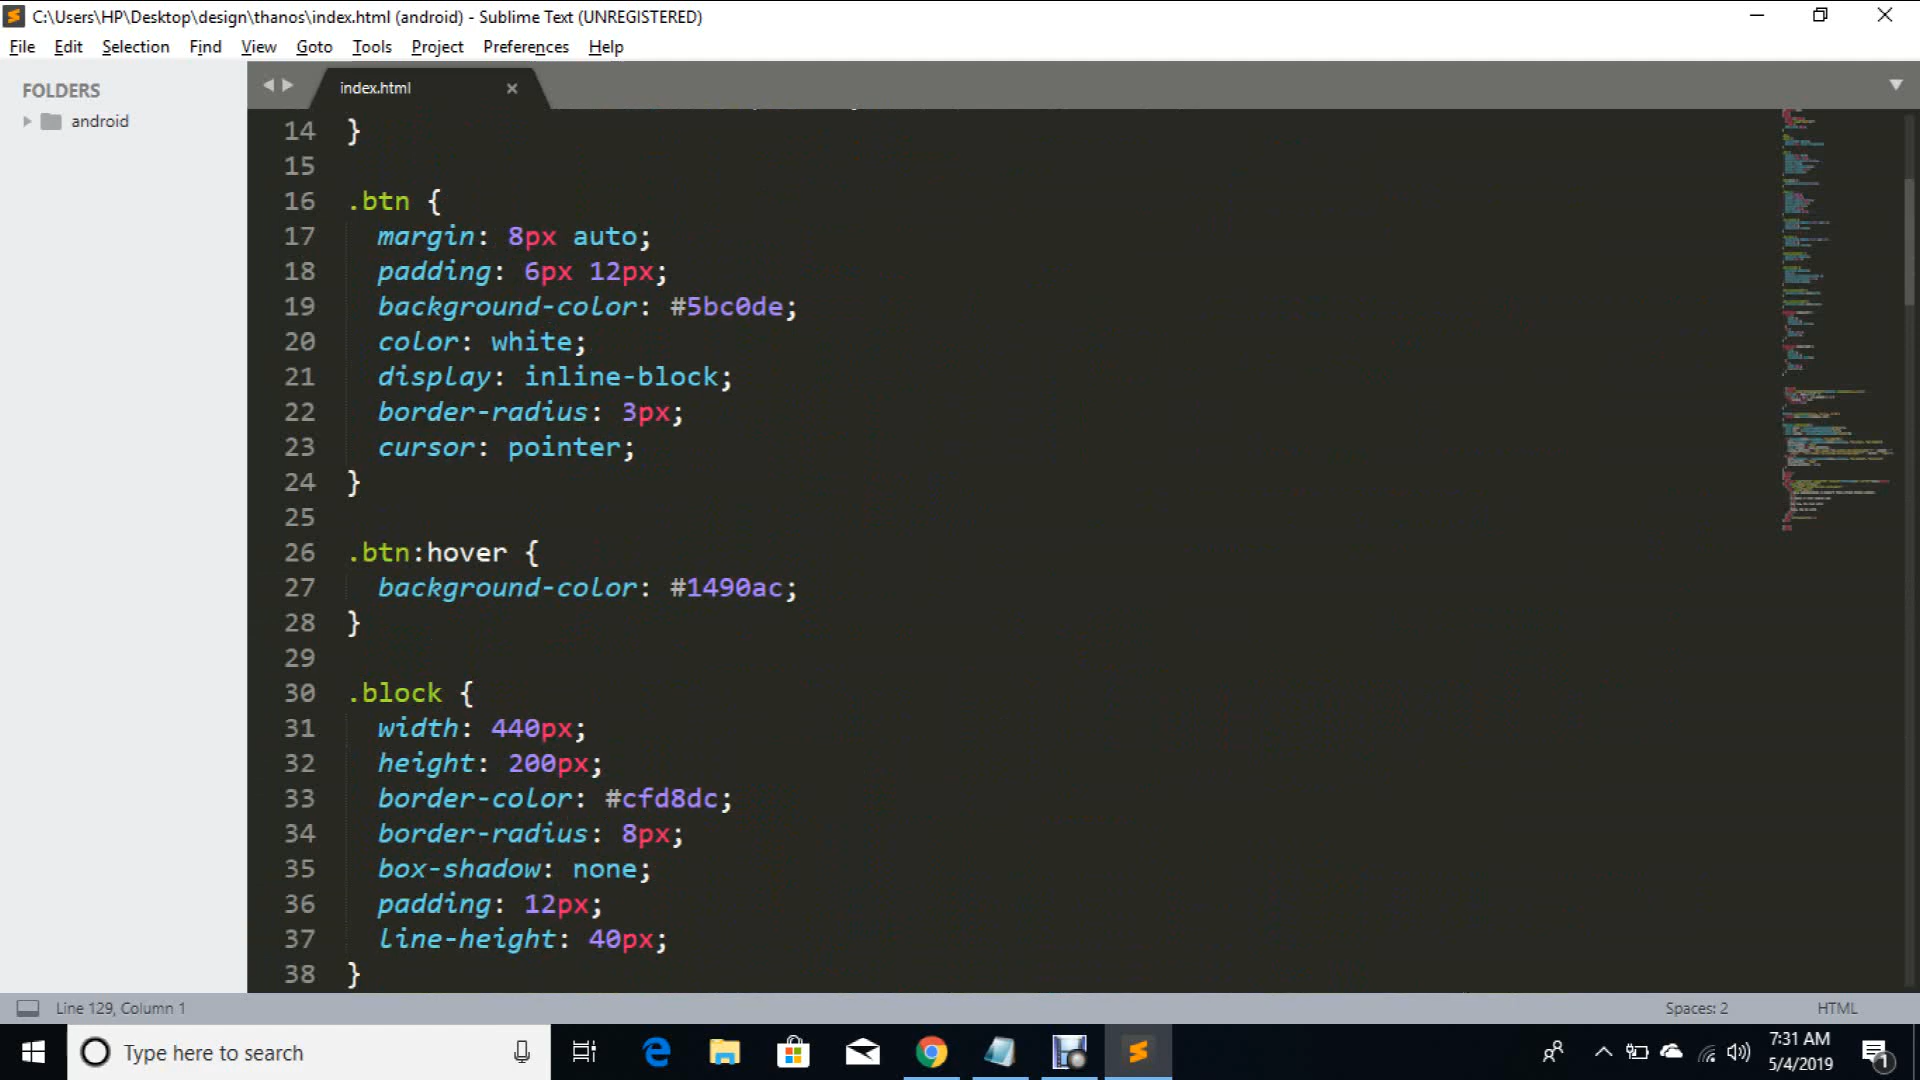 C:\Users\HP\Desktop\design\thanos\index.html (android) - Sublime Text (UNREGISTERED)
File Edit Selection Find View Goto Tools Project Preferences Help
FOLDERS
android
index.html
14 }
15
16 .btn {
17 margin: 8px auto;
18 padding: 6px 12px;
19 background-color: #5bc0de;
20 color: white;
21 display: inline-block;
22 border-radius: 3px;
23 cursor: pointer;
24 }
25
26 .btn:hover {
27 background-color: #1490ac;
28 }
29
30 .block {
31 width: 440px;
32 height: 200px;
33 border-color: #cfd8dc;
34 border-radius: 8px;
35 box-shadow: none;
36 padding: 12px;
37 line-height: 40px;
38 }
Line 129, Column 1
Spaces: 2
HTML
Type here to search
7:31 AM
5/4/2019
1